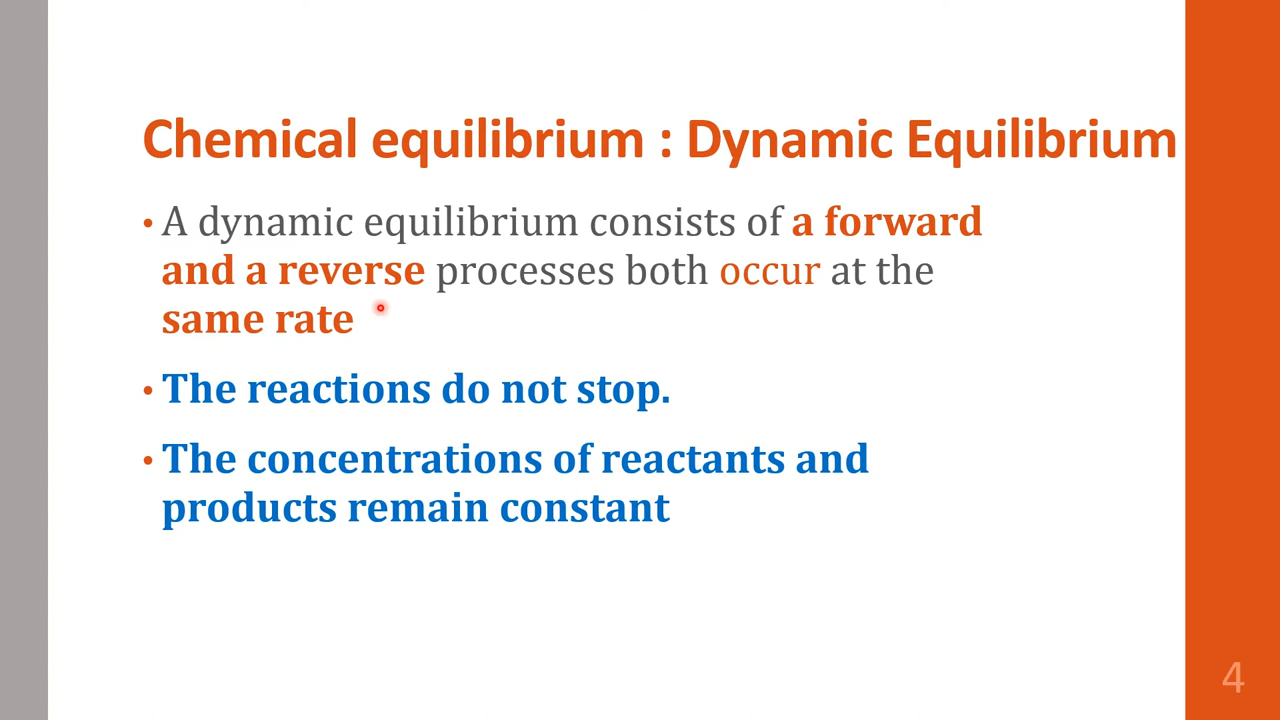 Chemical equilibrium : Dynamic Equilibrium
• A dynamic equilibrium consists of a forward
and a reverse processes both occur at the
same rate
• The reactions do not stop.
• The concentrations of reactants and
products remain constant
4